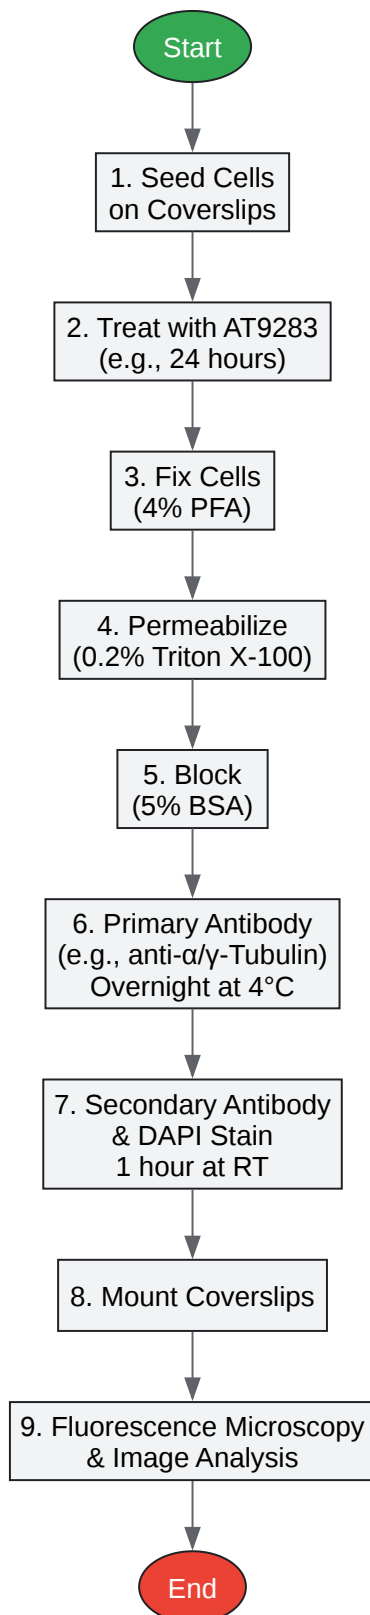 Start
1. Seed Cells
on Coverslips
2. Treat with AT9283
(e.g., 24 hours)
3. Fix Cells
(4% PFA)
4. Permeabilize
(0.2% Triton X-100)
5. Block
(5% BSA)
6. Primary Antibody
(e.g., anti-α/γ-Tubulin)
Overnight at 4°C
7. Secondary Antibody
& DAPI Stain
1 hour at RT
8. Mount Coverslips
9. Fluorescence Microscopy
& Image Analysis
End